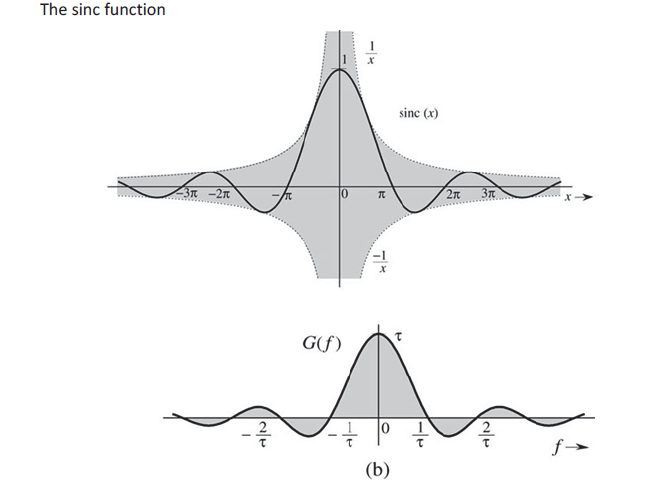 The sinc function
1
1/x
sinc (x)
−3π −2π −π 0 π 2π 3π x
−1/x
G(f) τ
−2/τ −1/τ 0 1/τ 2/τ f
(b)